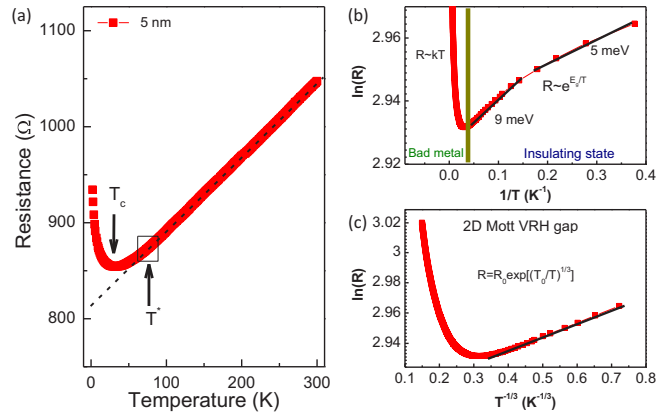 (a)
5 nm
1100
1050
1000
950
900
850
800
Resistance (Ω)
T_c
T^*
0 100 200 300
Temperature (K)
(b)
2.96
2.94
2.92
ln(R)
R~kT
5 meV
R~e^{E_g/T}
9 meV
Bad metal
Insulating state
0.0 0.1 0.2 0.3 0.4
1/T (K^{-1})
(c)
3.02
3
2.98
2.96
2.94
ln(R)
2D Mott VRH gap
R=R_0exp[(T_0/T)^{1/3}]
0.1 0.2 0.3 0.4 0.5 0.6 0.7 0.8
T^{-1/3} (K^{-1/3})